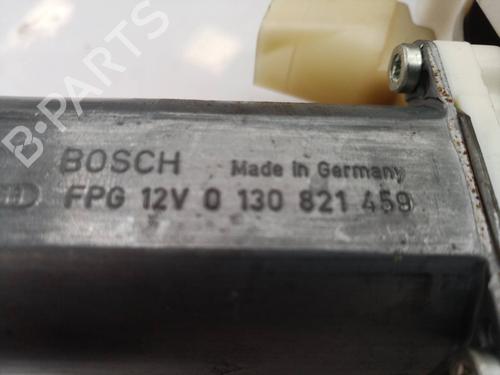 B-PARTS
BOSCH Made in Germany
FPG 12V 0 130 821 459